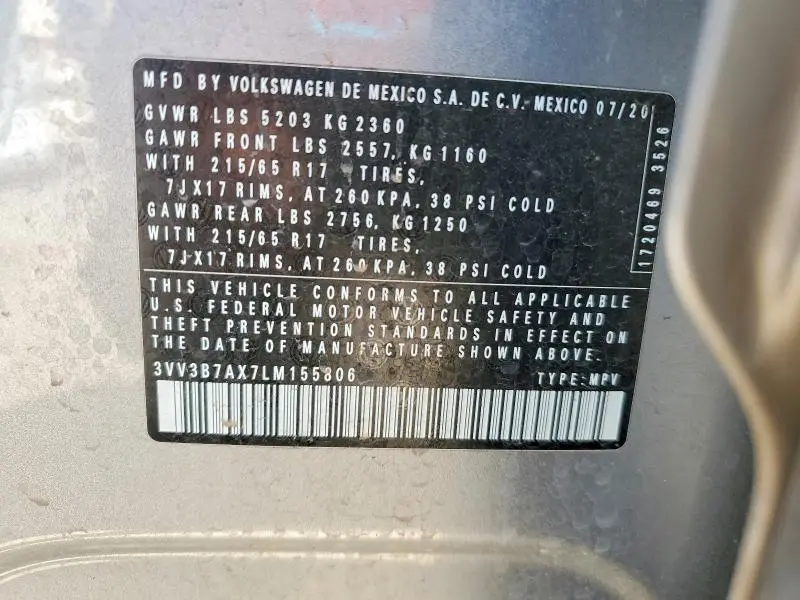 MFD BY VOLKSWAGEN DE MEXICO S.A. DE C.V. MEXICO 07/20
GVWR LBS 5203 KG 2360
GAWR FRONT LBS 2557, KG 1160
WITH 215/65 R17 TIRES,
7JX17 RIMS, AT 260 KPA, 38 PSI COLD
GAWR REAR LBS 2756, KG 1250
WITH 215/65 R17 TIRES,
7JX17 RIMS, AT 260 KPA, 38 PSI COLD
THIS VEHICLE CONFORMS TO ALL APPLICABLE
U.S. FEDERAL MOTOR VEHICLE SAFETY AND
THEFT PREVENTION STANDARDS IN EFFECT ON
THE DATE OF MANUFACTURE SHOWN ABOVE.
3VV3B7AX7LM155806 TYPE:MPV
1720469 3526